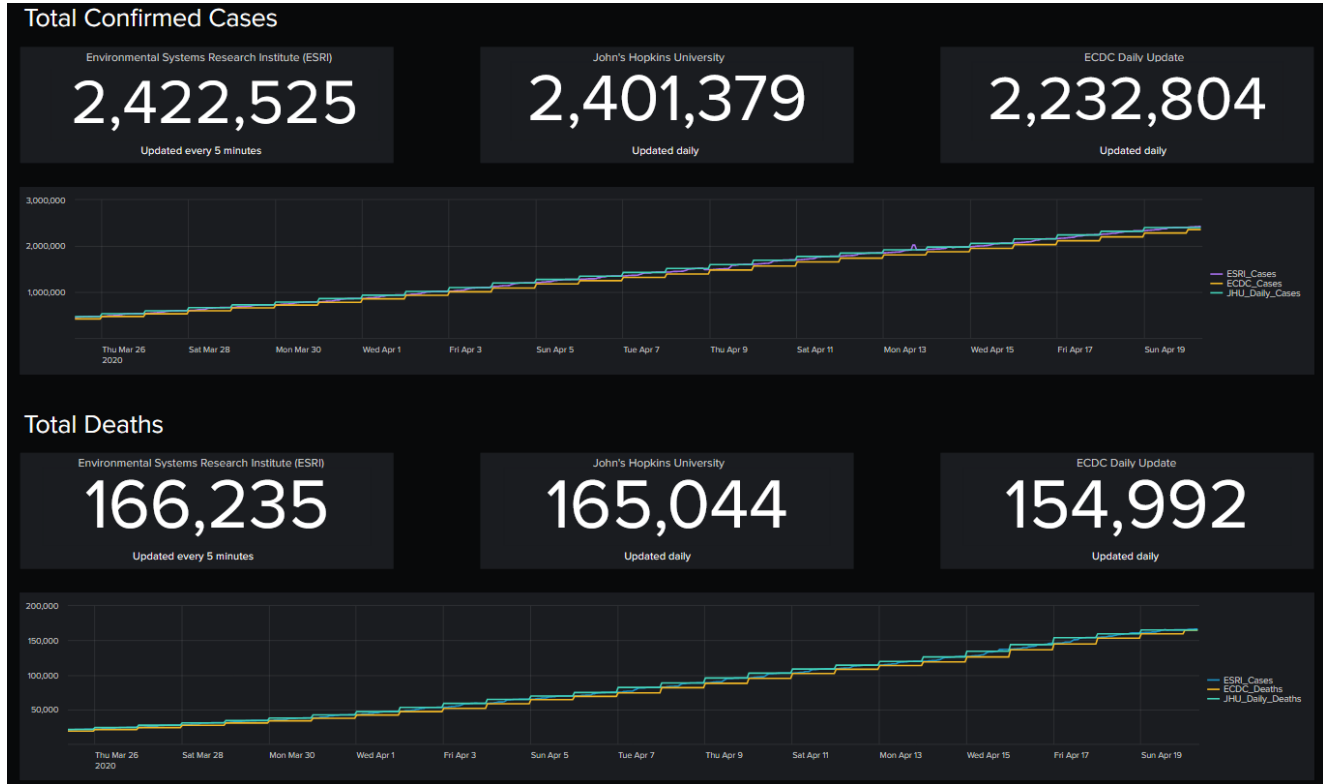 Total Confirmed Cases
Environmental Systems Research Institute (ESRI)
2,422,525
Updated every 5 minutes
John's Hopkins University
2,401,379
Updated daily
ECDC Daily Update
2,232,804
Updated daily
3,000,000
2,000,000
1,000,000
Thu Mar 26 Sat Mar 28 Mon Mar 30 Wed Apr 1 Fri Apr 3 Sun Apr 5 Tue Apr 7 Thu Apr 9 Sat Apr 11 Mon Apr 13 Wed Apr 15 Fri Apr 17 Sun Apr 19
2020
ESRI_Cases
ECDC_Cases
JHU_Daily_Cases
Total Deaths
Environmental Systems Research Institute (ESRI)
166,235
Updated every 5 minutes
John's Hopkins University
165,044
Updated daily
ECDC Daily Update
154,992
Updated daily
200,000
150,000
100,000
50,000
Thu Mar 26 Sat Mar 28 Mon Mar 30 Wed Apr 1 Fri Apr 3 Sun Apr 5 Tue Apr 7 Thu Apr 9 Sat Apr 11 Mon Apr 13 Wed Apr 15 Fri Apr 17 Sun Apr 19
2020
ESRI_Cases
ECDC_Deaths
JHU_Daily_Deaths